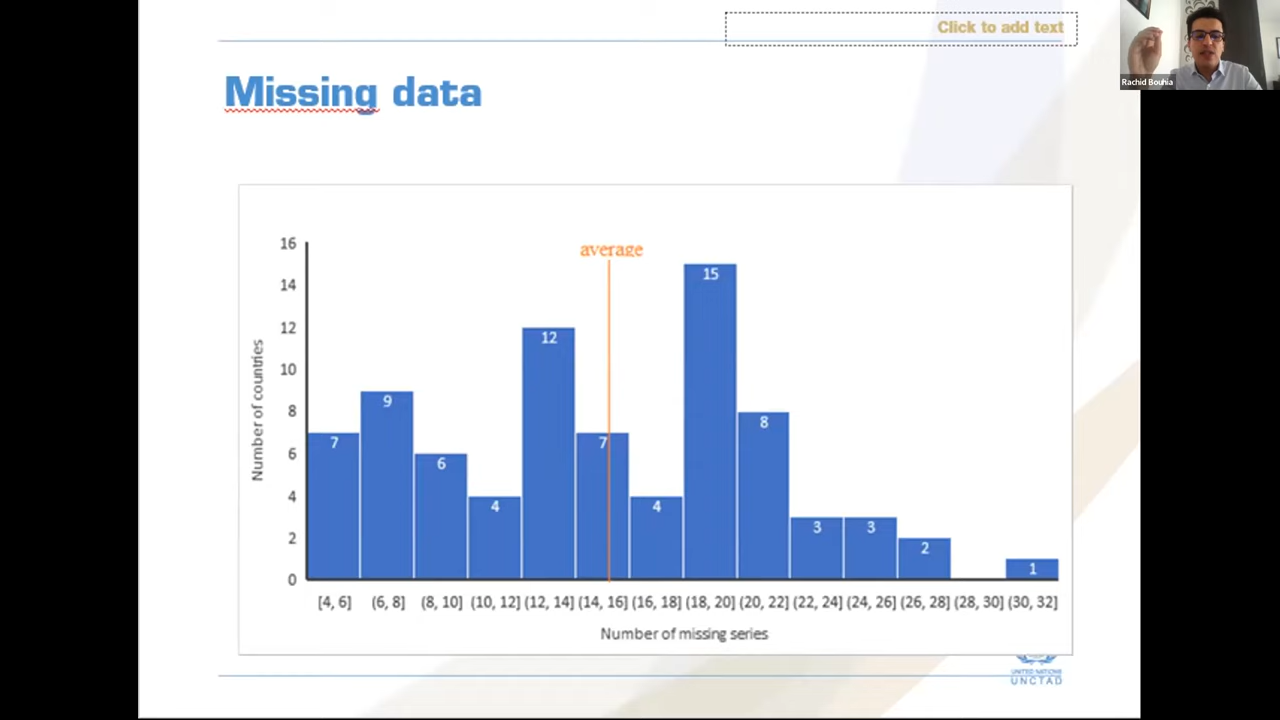 Click to add text
Rachid Bouhia
Missing data
average
16
14
12
10
8
6
4
2
0
Number of countries
7
9
6
4
12
7
4
15
8
3
3
2
1
[4, 6] (6, 8] (8, 10] (10, 12] (12, 14] (14, 16] (16, 18] (18, 20] (20, 22] (22, 24] (24, 26] (26, 28] (28, 30] (30, 32]
Number of missing series
UNITED NATIONS
UNCTAD